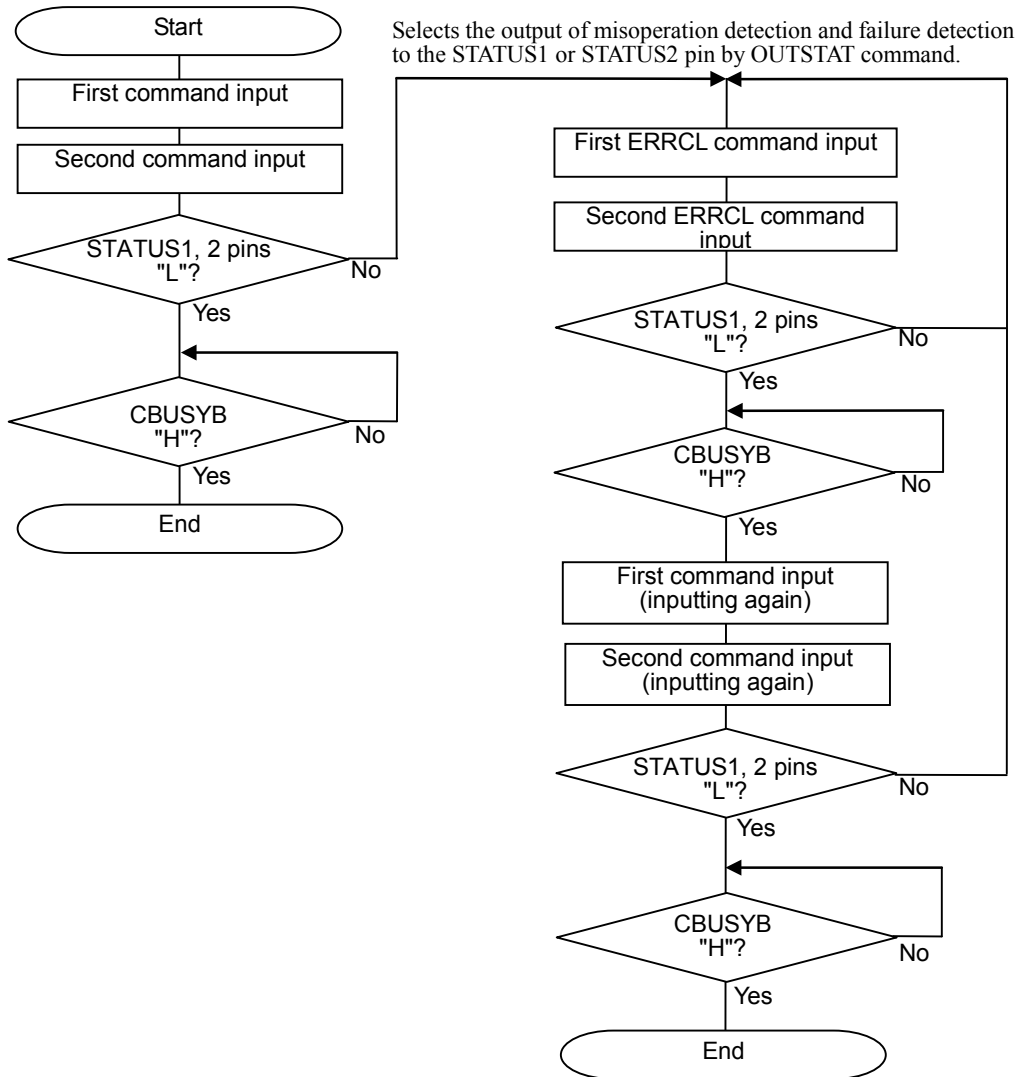 Start
First command input
Second command input
STATUS1, 2 pins
"L"?
No
Yes
CBUSYB
"H"?
No
Yes
End
Selects the output of misoperation detection and failure detection
to the STATUS1 or STATUS2 pin by OUTSTAT command.
First ERRCL command input
Second ERRCL command
input
STATUS1, 2 pins
"L"?
No
Yes
CBUSYB
"H"?
No
Yes
First command input
(inputting again)
Second command input
(inputting again)
STATUS1, 2 pins
"L"?
No
Yes
CBUSYB
"H"?
No
Yes
End